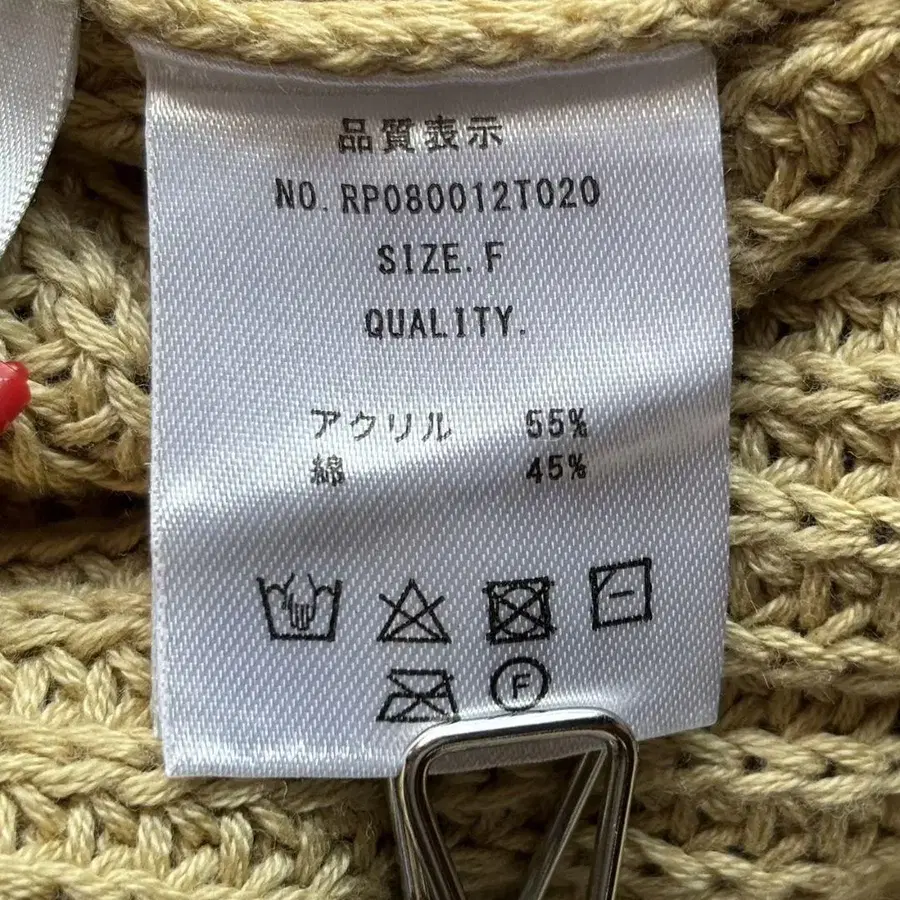 品質表示
NO. RP080012T020
SIZE. F
QUALITY.
アクリル 55%
綿 45%
F